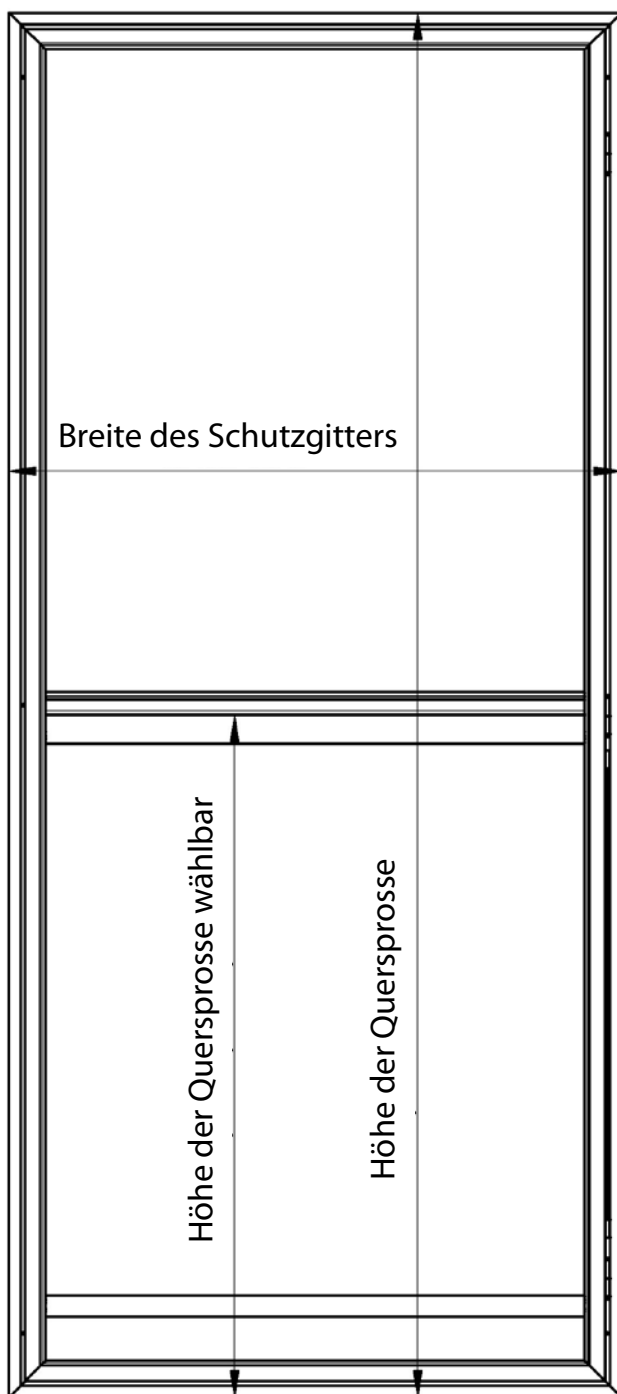 Breite des Schutzgitters
Höhe der Quersprosse wählbar
Höhe der Quersprosse